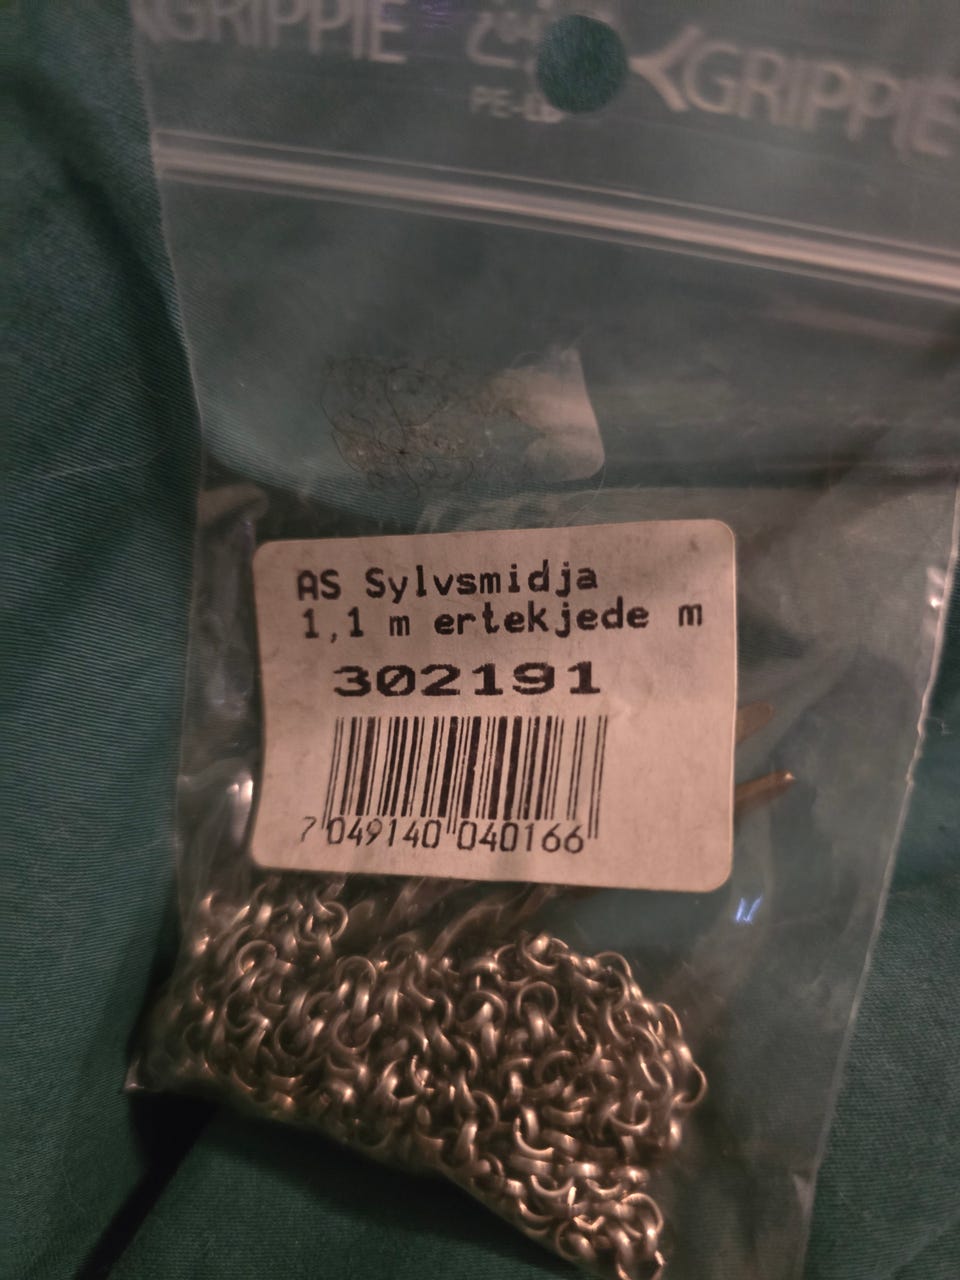 GRIPPIE
GRIPPIE
AS Sylvsmidja
1,1 m ertekjede m
302191
7 049140 040166